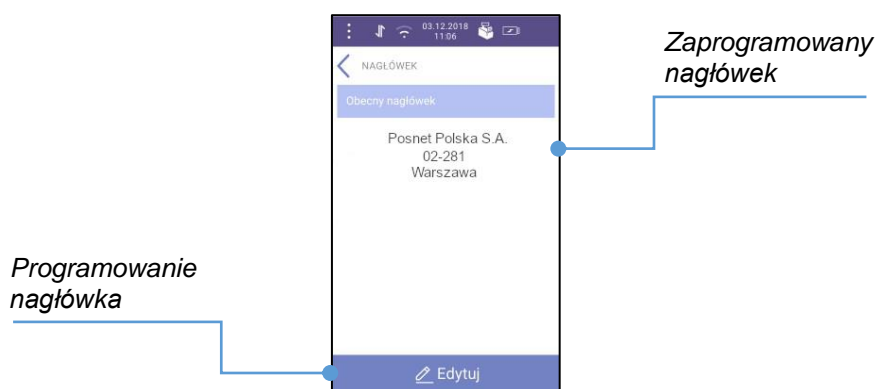 03.12.2018
11:06
NAGŁÓWEK
Obecny nagłówek
Posnet Polska S.A.
02-281
Warszawa
Edytuj
Zaprogramowany
nagłówek
Programowanie
nagłówka